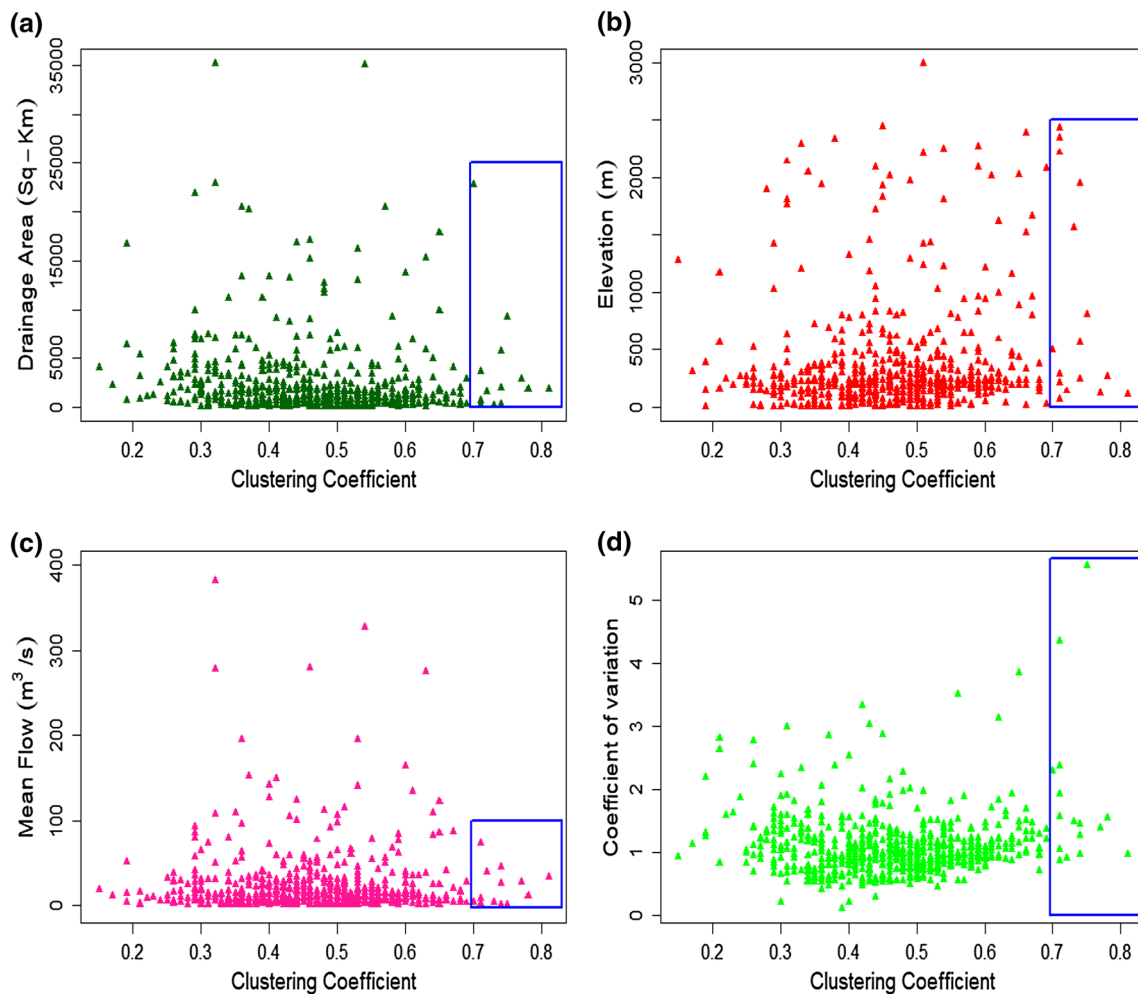 (a)
Drainage Area (Sq−Km)
35000
25000
15000
5000
0
0.2 0.3 0.4 0.5 0.6 0.7 0.8
Clustering Coefficient
(b)
Elevation (m)
3000
2000
1000
500
0
0.2 0.3 0.4 0.5 0.6 0.7 0.8
Clustering Coefficient
(c)
Mean Flow (m³/s)
400
300
200
100
0
0.2 0.3 0.4 0.5 0.6 0.7 0.8
Clustering Coefficient
(d)
Coefficient of variation
5
4
3
2
1
0
0.2 0.3 0.4 0.5 0.6 0.7 0.8
Clustering Coefficient